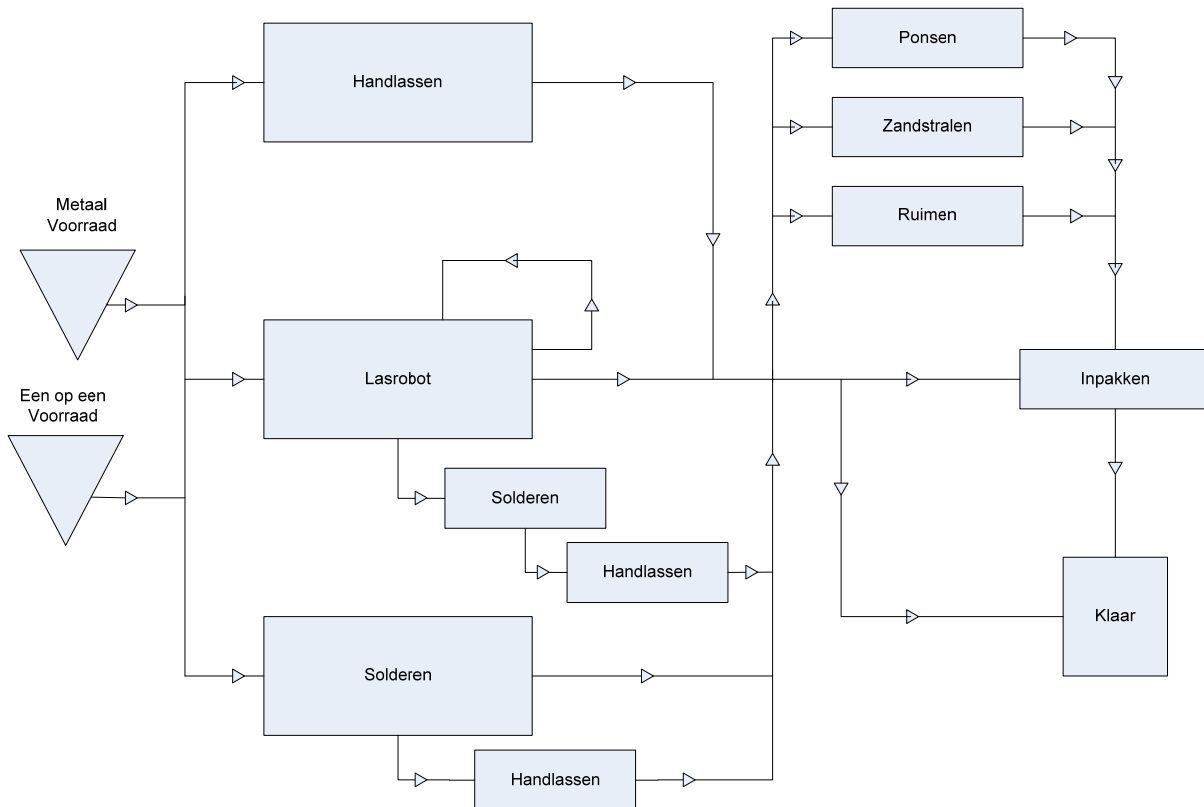 Ponsen
Handlassen
Zandstralen
Metaal
Voorraad
Ruimen
Lasrobot
Inpakken
Een op een
Voorraad
Solderen
Handlassen
Klaar
Solderen
Handlassen